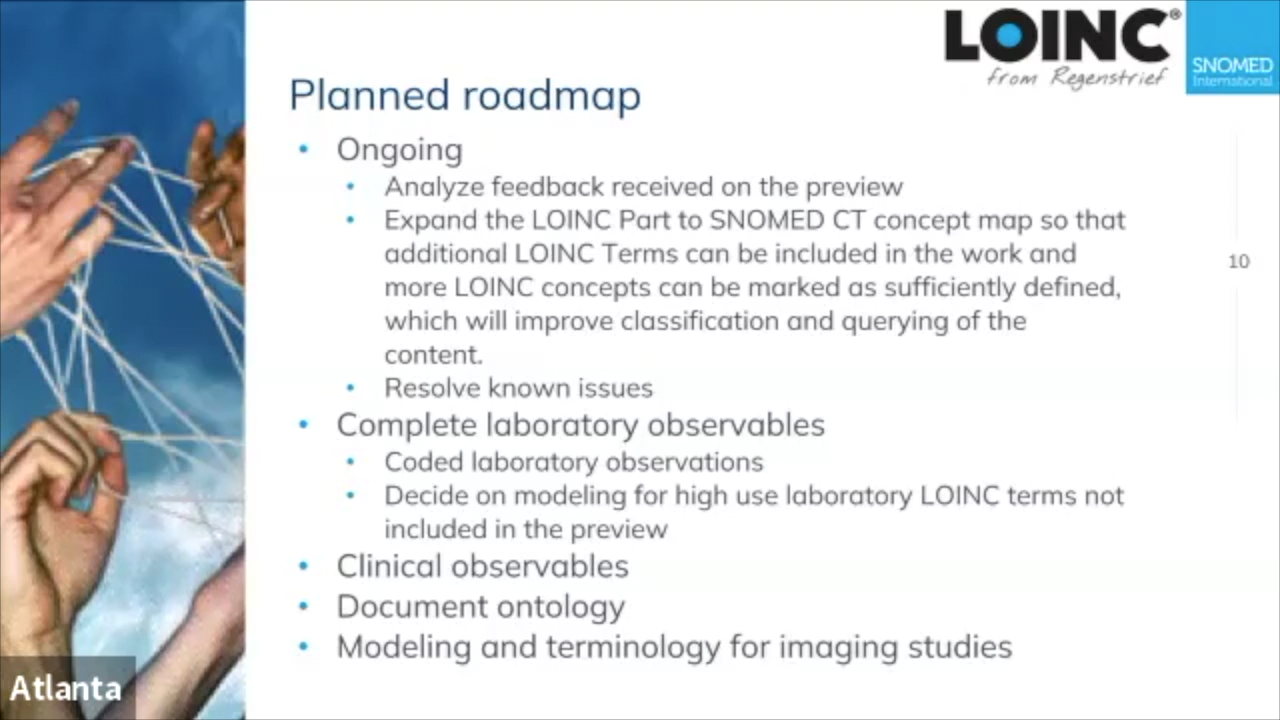 LOINC®
from Regenstrief
SNOMED
International
Planned roadmap
• Ongoing
• Analyze feedback received on the preview
• Expand the LOINC Part to SNOMED CT concept map so that
additional LOINC Terms can be included in the work and
more LOINC concepts can be marked as sufficiently defined,
which will improve classification and querying of the
content.
• Resolve known issues
• Complete laboratory observables
• Coded laboratory observations
• Decide on modeling for high use laboratory LOINC terms not
included in the preview
• Clinical observables
• Document ontology
• Modeling and terminology for imaging studies
10
Atlanta